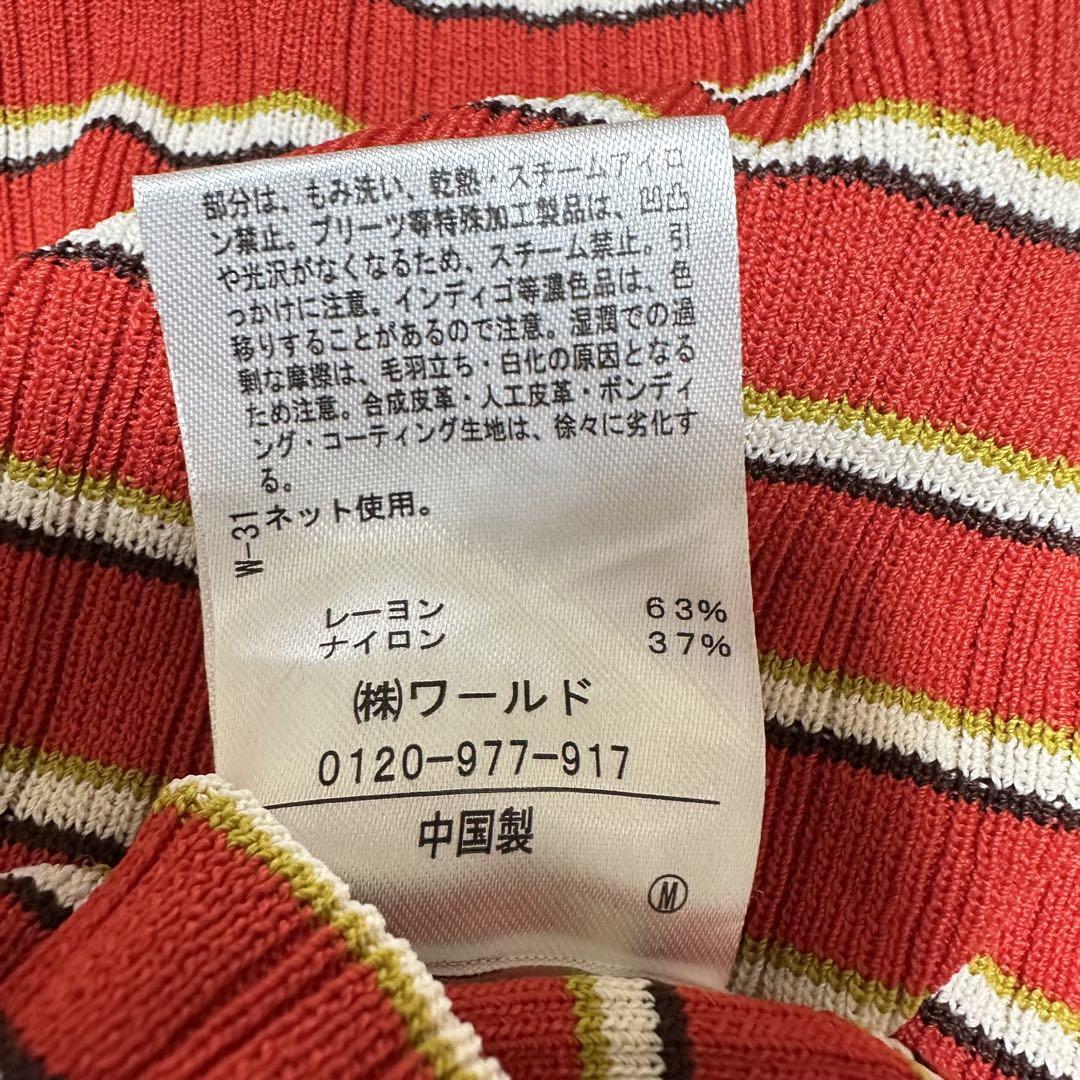 部分は、もみ洗い、乾熱・スチームアイロ
ン禁止。プリーツ等特殊加工製品は、凹凸
や光沢がなくなるため、スチーム禁止。引
っかけに注意。インディゴ等濃色品は、色
移りすることがあるので注意。湿潤での過
剰な摩擦は、毛羽立ち・白化の原因となる
ため注意。合成皮革・人工皮革・ボンディ
ング・コーティング生地は、徐々に劣化す
る。
ネット使用。
W-31
レーヨン 63%
ナイロン 37%
㈱ワールド
0120-977-917
中国製
Ⓜ